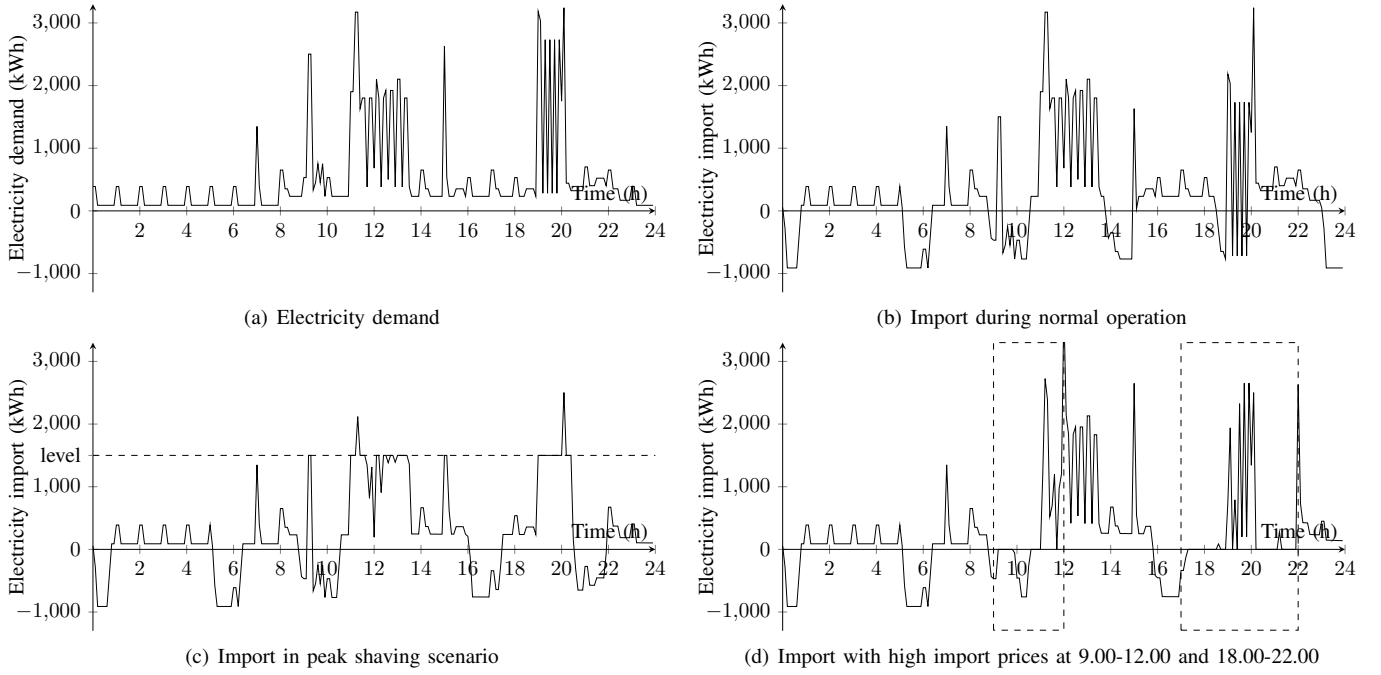 Electricity demand (kWh)
3,000
2,000
1,000
0
−1,000
2 4 6 8 10 12 14 16 18 20 22 24
Time (h)
(a) Electricity demand
Electricity import (kWh)
3,000
2,000
1,000
0
−1,000
2 4 6 8 10 12 14 16 18 20 22 24
Time (h)
(b) Import during normal operation
Electricity import (kWh)
3,000
2,000
level
1,000
0
−1,000
2 4 6 8 10 12 14 16 18 20 22 24
Time (h)
(c) Import in peak shaving scenario
Electricity import (kWh)
3,000
2,000
1,000
0
−1,000
2 4 6 8 10 12 14 16 18 20 22 24
Time (h)
(d) Import with high import prices at 9.00-12.00 and 18.00-22.00